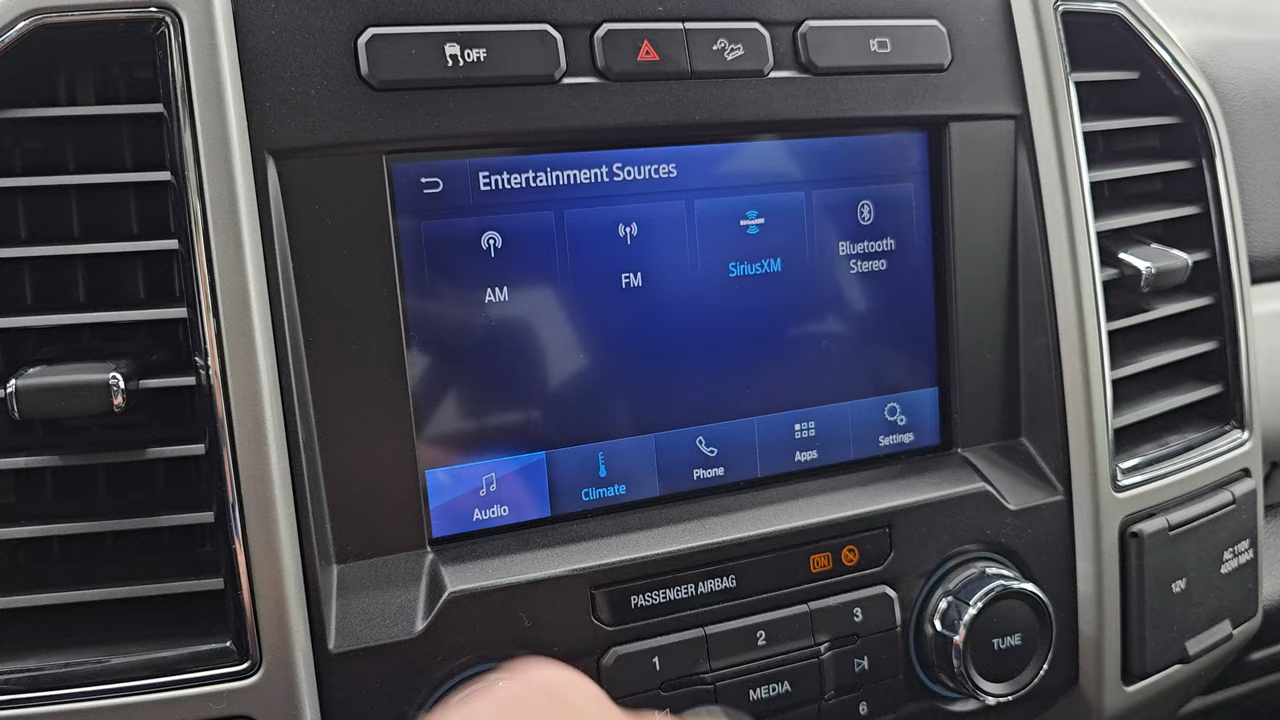 OFF
Entertainment Sources
AM
FM
SiriusXM
SiriusXM
Bluetooth
Stereo
Audio
Climate
Phone
Apps
Settings
PASSENGER AIRBAG
ON
1
2
3
MEDIA
6
TUNE
12V
AC 110V
400W MAX